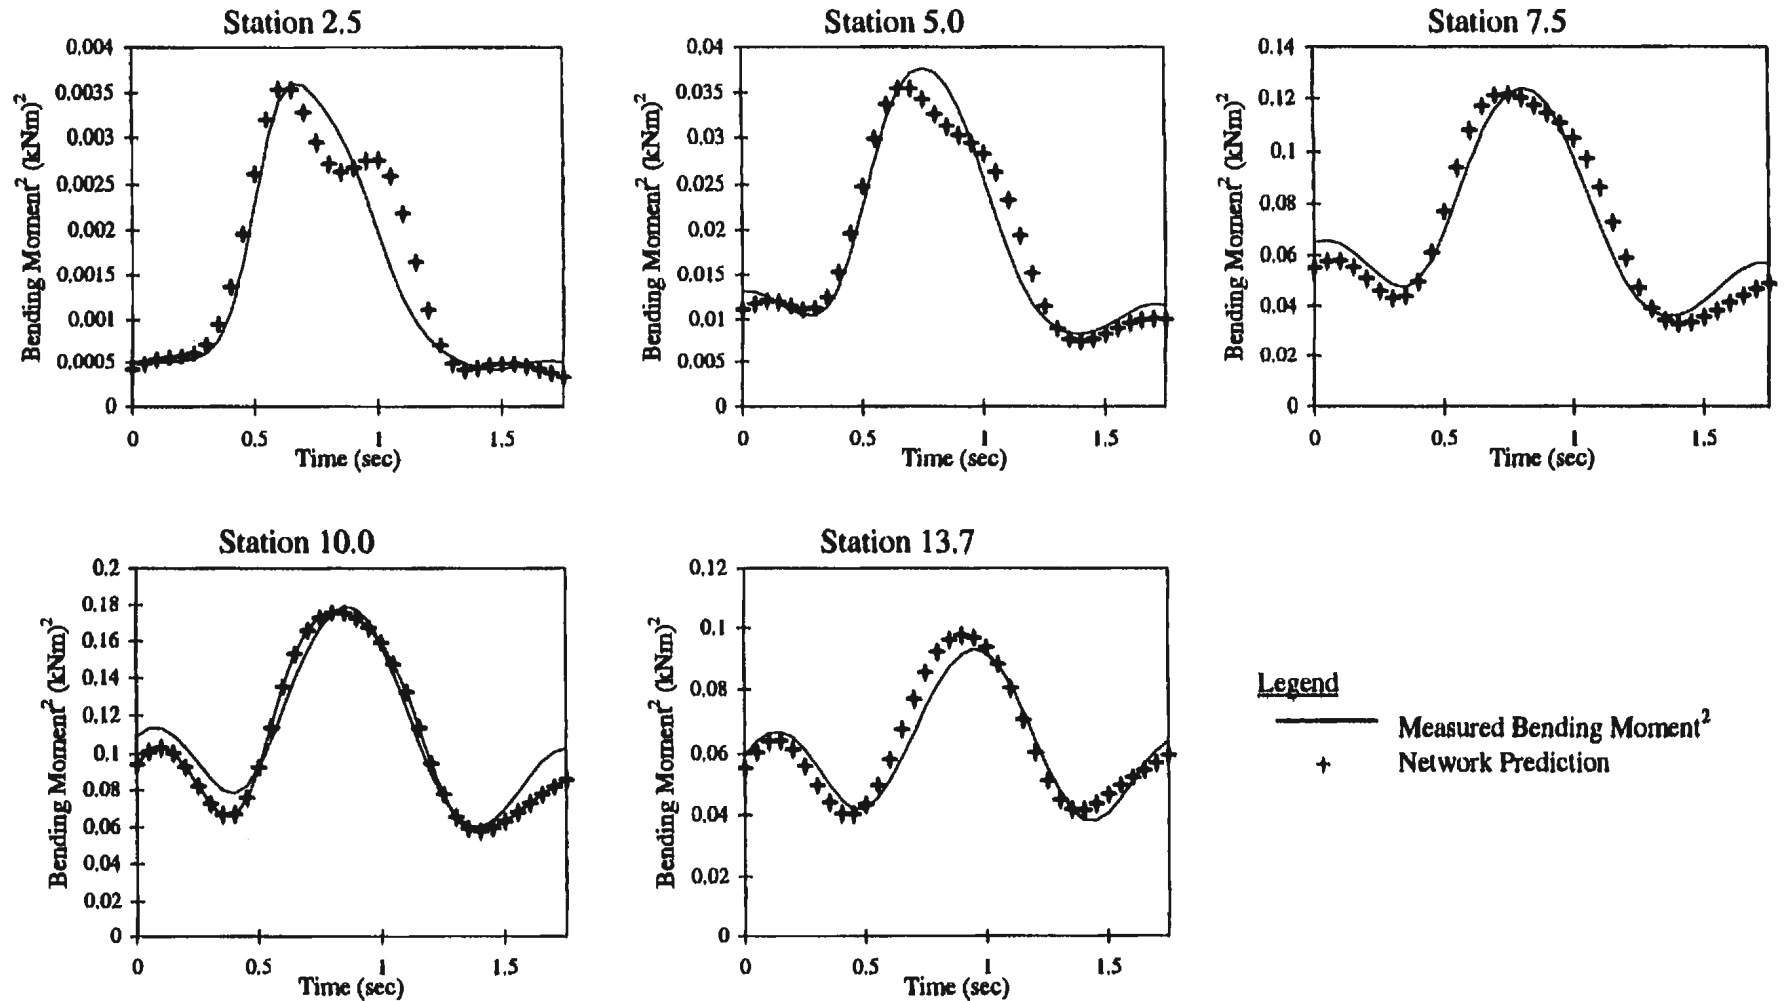 Station 2.5
Bending Moment² (kNm)²
0.004
0.0035
0.003
0.0025
0.002
0.0015
0.001
0.0005
0
0 0.5 1 1.5
Time (sec)
Station 5.0
Bending Moment² (kNm)²
0.04
0.035
0.03
0.025
0.02
0.015
0.01
0.005
0
0 0.5 1 1.5
Time (sec)
Station 7.5
Bending Moment² (kNm)²
0.14
0.12
0.1
0.08
0.06
0.04
0.02
0
0 0.5 1 1.5
Time (sec)
Station 10.0
Bending Moment² (kNm)²
0.2
0.18
0.16
0.14
0.12
0.1
0.08
0.06
0.04
0.02
0
0 0.5 1 1.5
Time (sec)
Station 13.7
Bending Moment² (kNm)²
0.12
0.1
0.08
0.06
0.04
0.02
0
0 0.5 1 1.5
Time (sec)
Legend
Measured Bending Moment²
Network Prediction